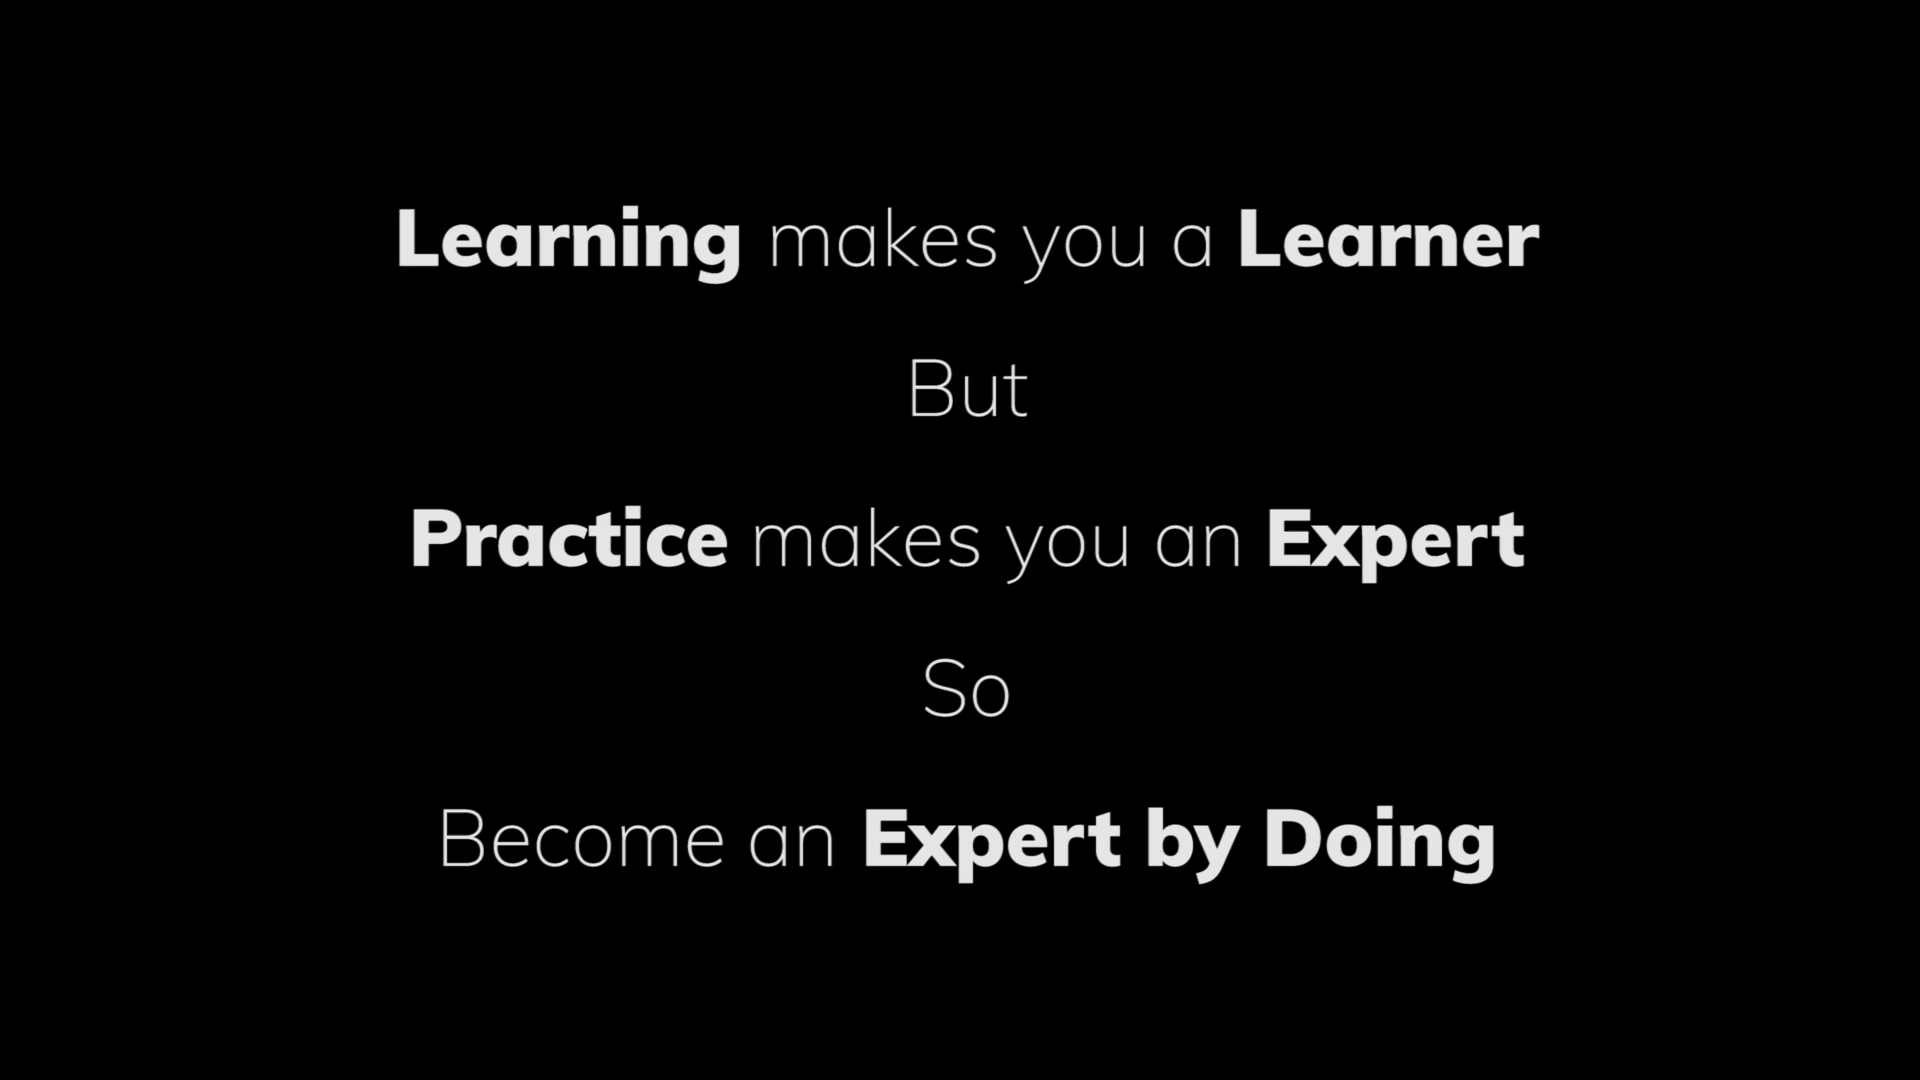 Learning makes you a Learner
But
Practice makes you an Expert
So
Become an Expert by Doing